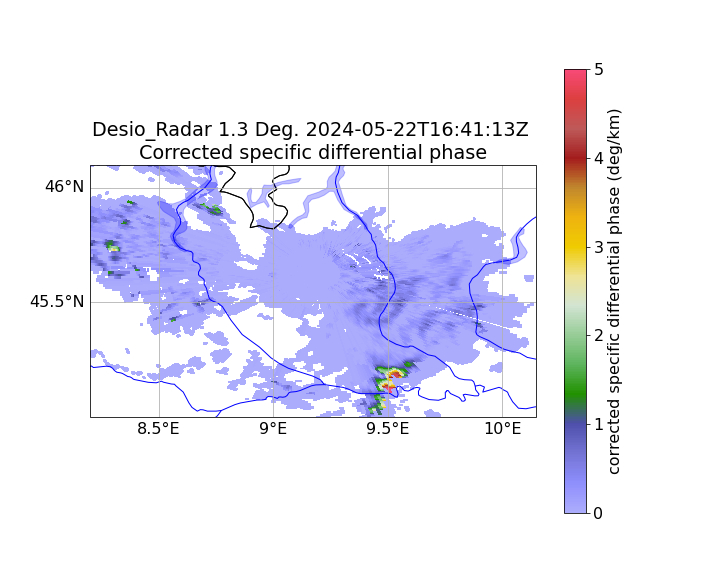 Desio_Radar 1.3 Deg. 2024-05-22T16:41:13Z
Corrected specific differential phase
46°N
45.5°N
8.5°E
9°E
9.5°E
10°E
5
4
3
2
1
0
corrected specific differential phase (deg/km)